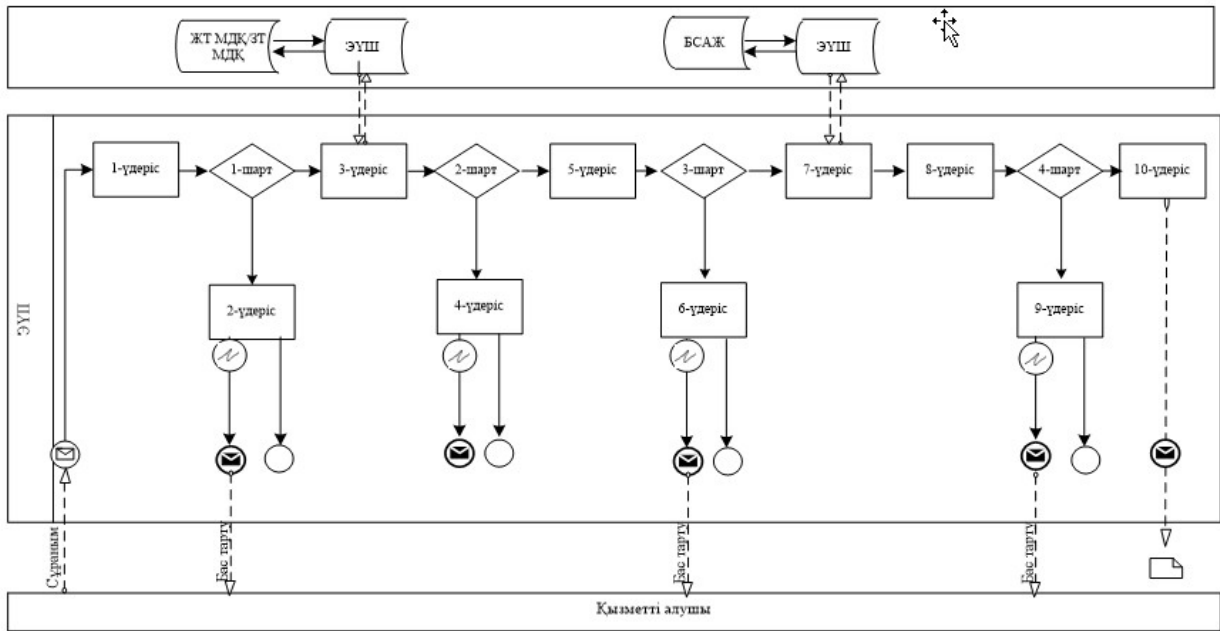 ЖТ МДҚ/ЗТ
МДҚ
ЭҮШ
БСАЖ
ЭҮШ
ЭҮП
1-үдеріс
1-шарт
3-үдеріс
2-шарт
5-үдеріс
3-шарт
7-үдеріс
8-үдеріс
4-шарт
10-үдеріс
2-үдеріс
4-үдеріс
6-үдеріс
9-үдеріс
Сұраным
Бас тарту
Бас тарту
Бас тарту
Қызметті алушы